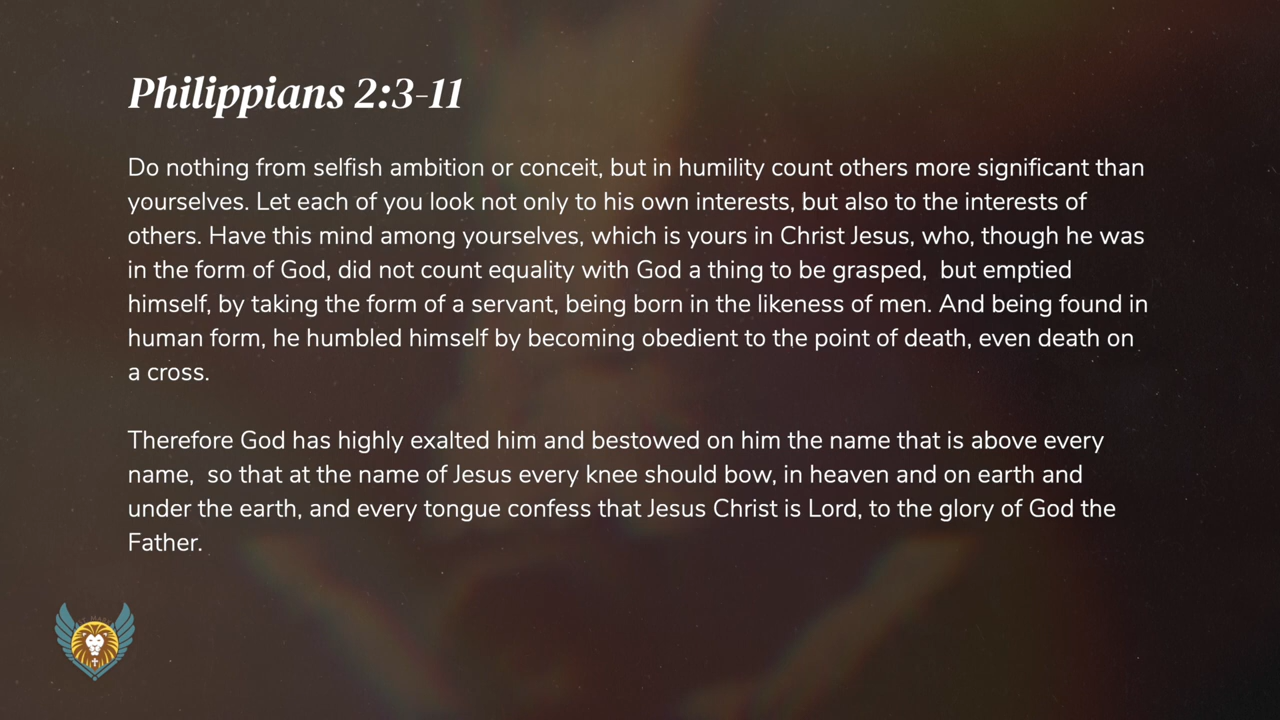 Philippians 2:3-11
Do nothing from selfish ambition or conceit, but in humility count others more significant than
yourselves. Let each of you look not only to his own interests, but also to the interests of
others. Have this mind among yourselves, which is yours in Christ Jesus, who, though he was
in the form of God, did not count equality with God a thing to be grasped,  but emptied
himself, by taking the form of a servant, being born in the likeness of men. And being found in
human form, he humbled himself by becoming obedient to the point of death, even death on
a cross.
Therefore God has highly exalted him and bestowed on him the name that is above every
name,  so that at the name of Jesus every knee should bow, in heaven and on earth and
under the earth, and every tongue confess that Jesus Christ is Lord, to the glory of God the
Father.